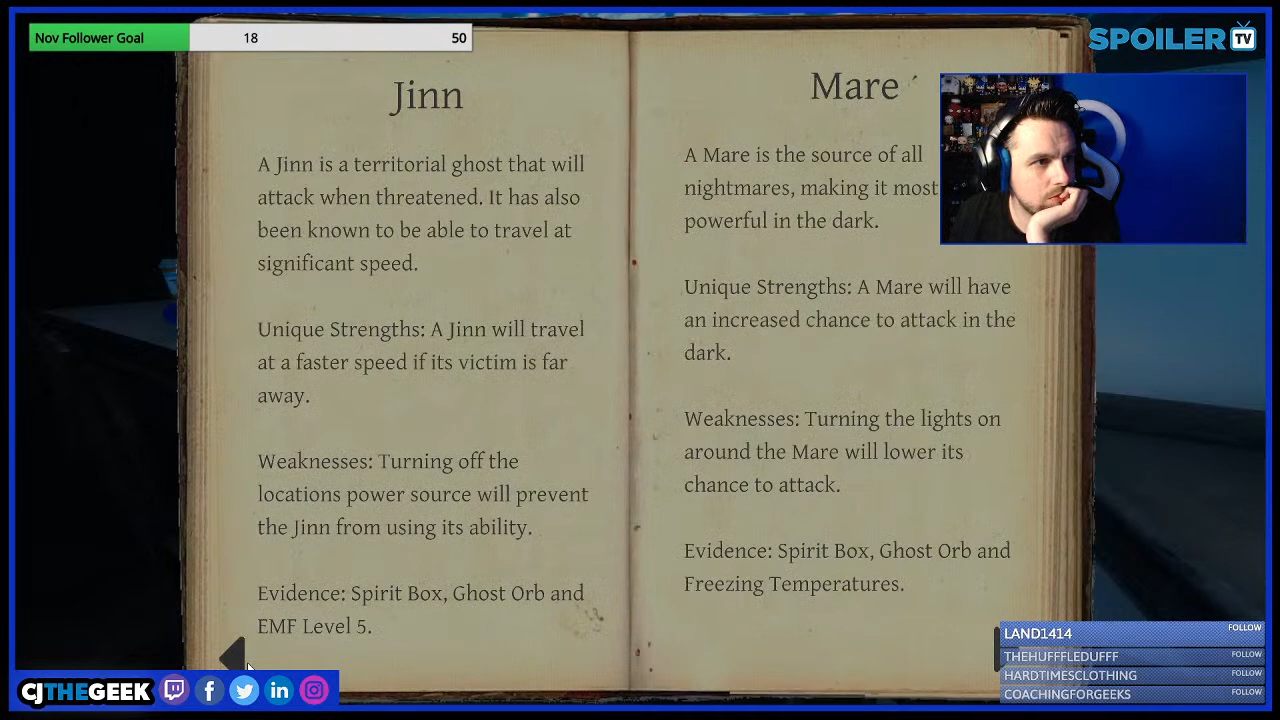 Nov Follower Goal 18 50
SPOILER TV
Jinn
A Jinn is a territorial ghost that will
attack when threatened. It has also
been known to be able to travel at
significant speed.
Unique Strengths: A Jinn will travel
at a faster speed if its victim is far
away.
Weaknesses: Turning off the
locations power source will prevent
the Jinn from using its ability.
Evidence: Spirit Box, Ghost Orb and
EMF Level 5.
Mare
A Mare is the source of all
nightmares, making it most
powerful in the dark.
Unique Strengths: A Mare will have
an increased chance to attack in the
dark.
Weaknesses: Turning the lights on
around the Mare will lower its
chance to attack.
Evidence: Spirit Box, Ghost Orb and
Freezing Temperatures.
CJTHEGEEK
LAND1414 FOLLOW
THEHUFFFLEDUFFF FOLLOW
HARDTIMESCLOTHING FOLLOW
COACHINGFORGEEKS FOLLOW